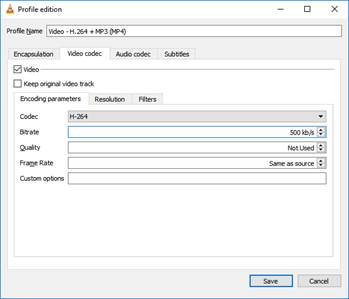 Profile edition
Profile Name Video - H.264 + MP3 (MP4)
Encapsulation Video codec Audio codec Subtitles
Video
Keep original video track
Encoding parameters Resolution Filters
Codec H-264
Bitrate 500 kb/s
Quality Not Used
Frame Rate Same as source
Custom options
Save Cancel